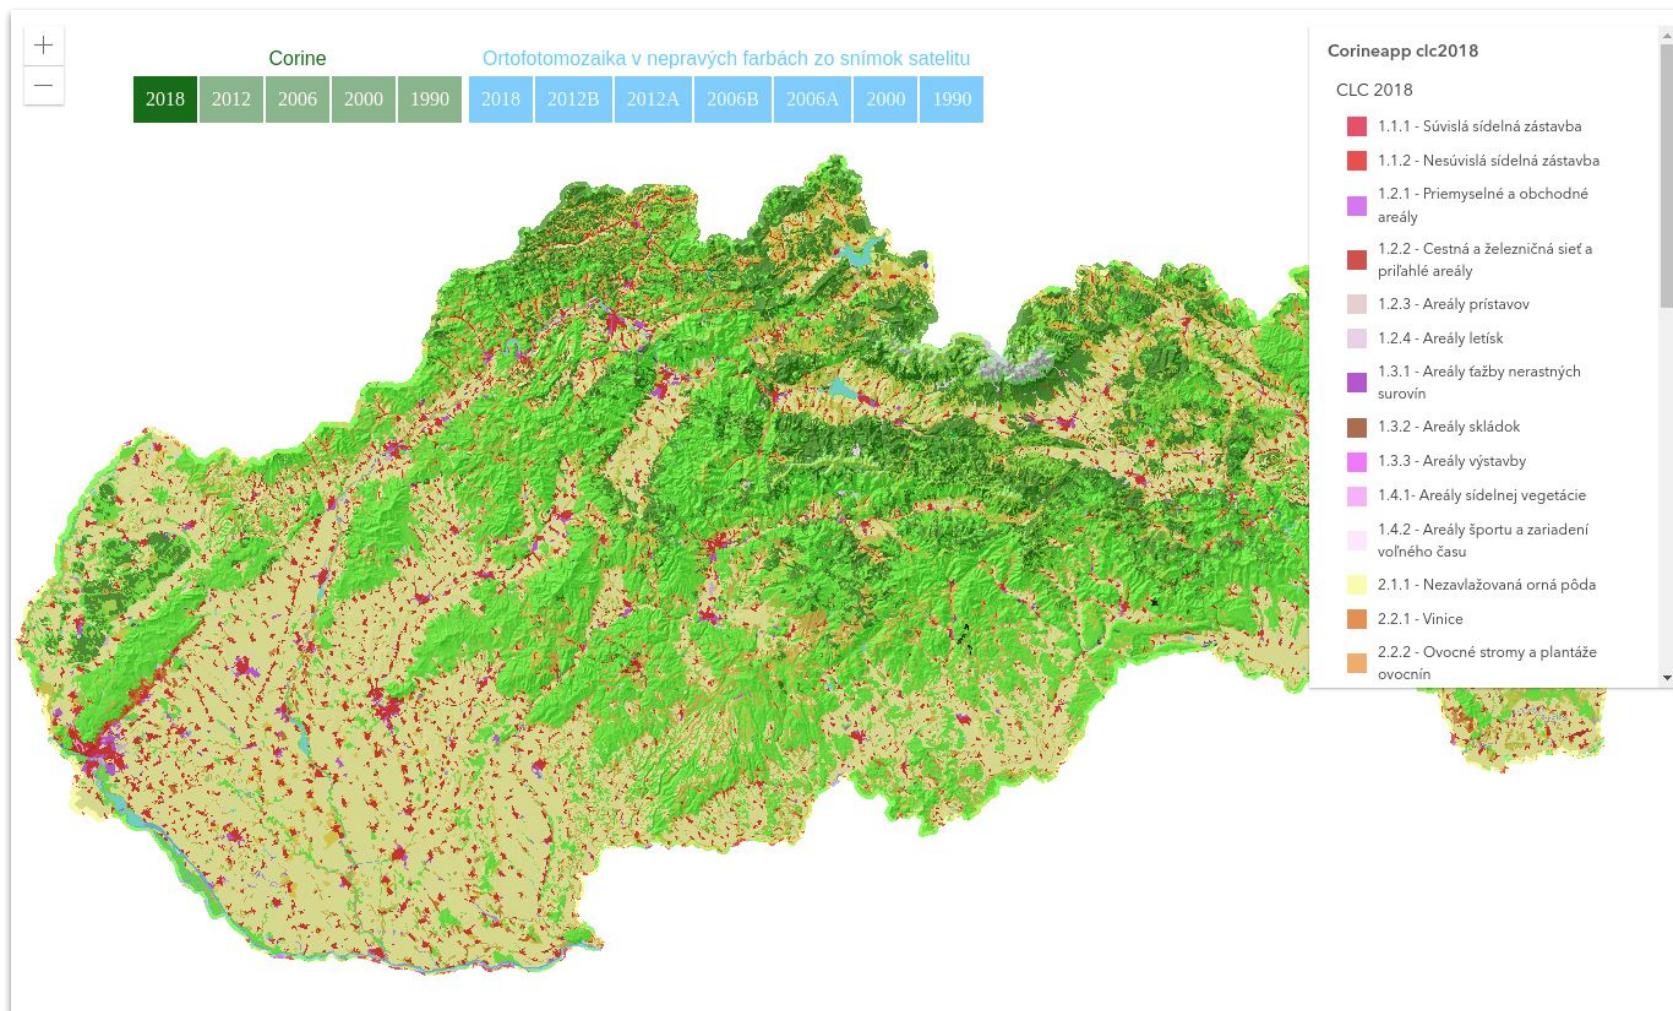 Corine
Ortofotomozaika v nepravých farbách zo snímok satelitu
2018 2012 2006 2000 1990 2018 2012B 2012A 2006B 2006A 2000 1990
Corineapp clc2018
CLC 2018
1.1.1 - Súvislá sídelná zástavba
1.1.2 - Nesúvislá sídelná zástavba
1.2.1 - Priemyselné a obchodné
areály
1.2.2 - Cestná a železničná sieť a
priľahlé areály
1.2.3 - Areály prístavov
1.2.4 - Areály letísk
1.3.1 - Areály ťažby nerastných
surovín
1.3.2 - Areály skládok
1.3.3 - Areály výstavby
1.4.1- Areály sídelnej vegetácie
1.4.2 - Areály športu a zariadení
voľného času
2.1.1 - Nezavlažovaná orná pôda
2.2.1 - Vinice
2.2.2 - Ovocné stromy a plantáže
ovocnín